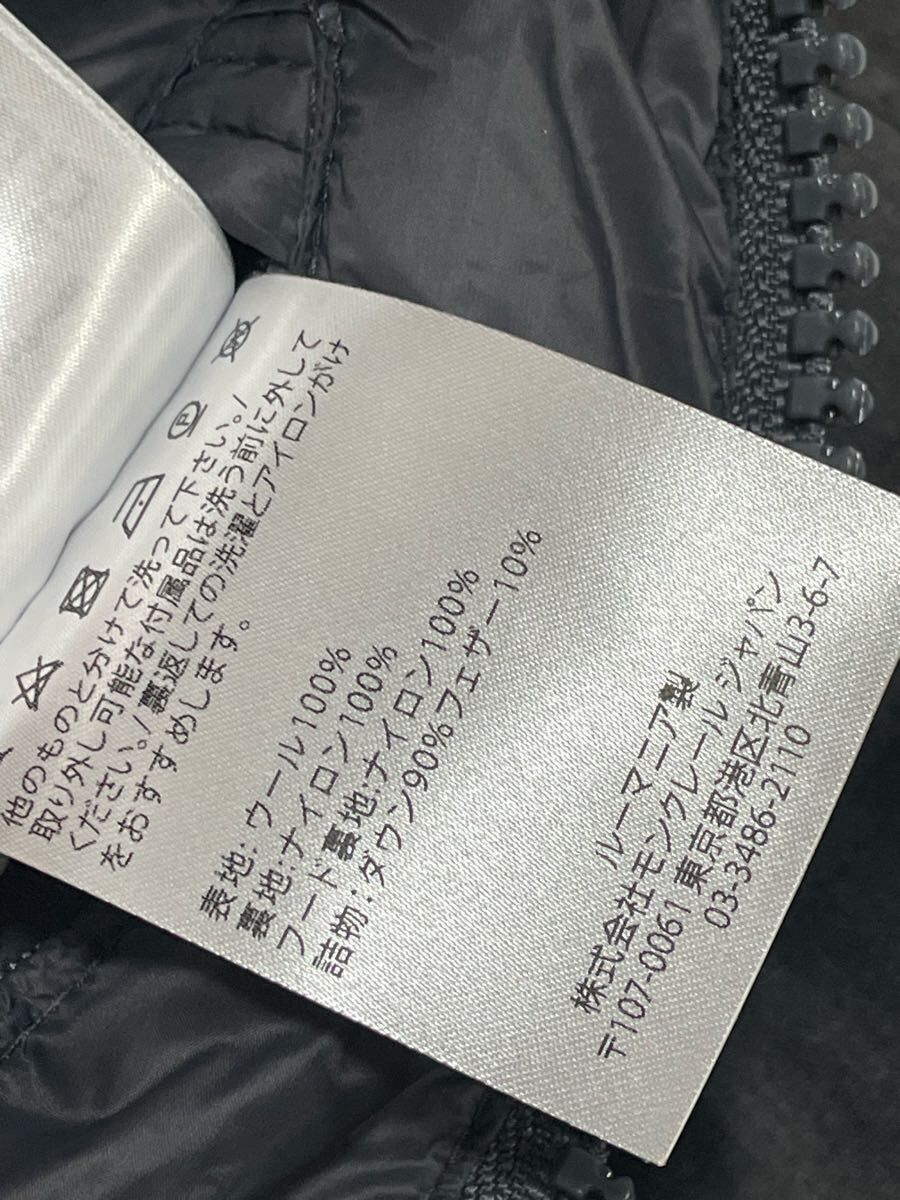 他のものと分けて洗って下さい。/
取り外し可能な付属品は洗う前に外して
ください。/裏返しての洗濯とアイロンがけ
をおすすめします。
表地:ウール100%
裏地:ナイロン100%
フード裏地:ナイロン100%
詰物:ダウン90%フェザー10%
ルーマニア製
株式会社モンクレール ジャパン
〒107-0061 東京都港区北青山3-6-7
03-3486-2110